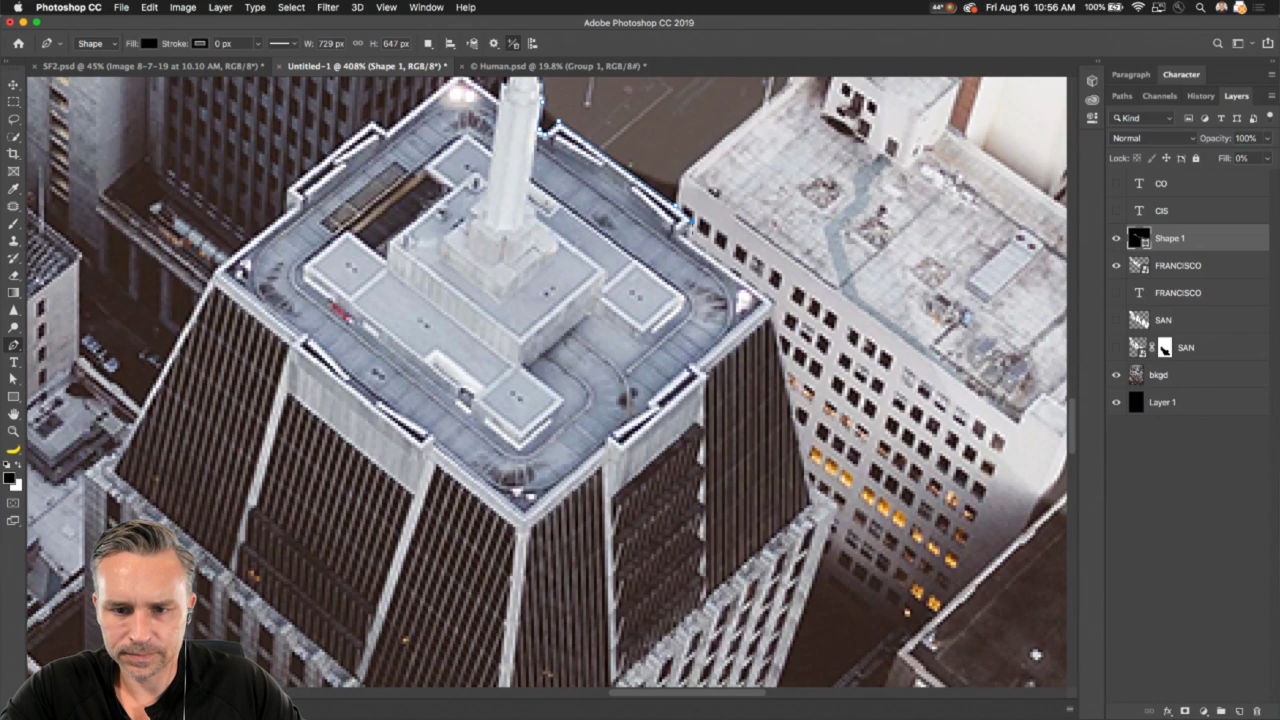 Photoshop CC File Edit Image Layer Type Select Filter 3D View Window Help
44° 100% Fri Aug 16 10:56 AM
Adobe Photoshop CC 2019
Shape Fill: Stroke: 0 px W: 729 px H: 647 px
× SF2.psd @ 45% (Image 8-7-19 at 10.10 AM, RGB/8*) * × Untitled-1 @ 408% (Shape 1, RGB/8*) * × © Human.psd @ 19.8% (Group 1, RGB/8#) *
Paragraph Character
Paths Channels History Layers
Kind
Normal Opacity: 100%
Lock: Fill: 0%
T CO
T CIS
Shape 1
FRANCISCO
T FRANCISCO
SAN
SAN
bkgd
Layer 1